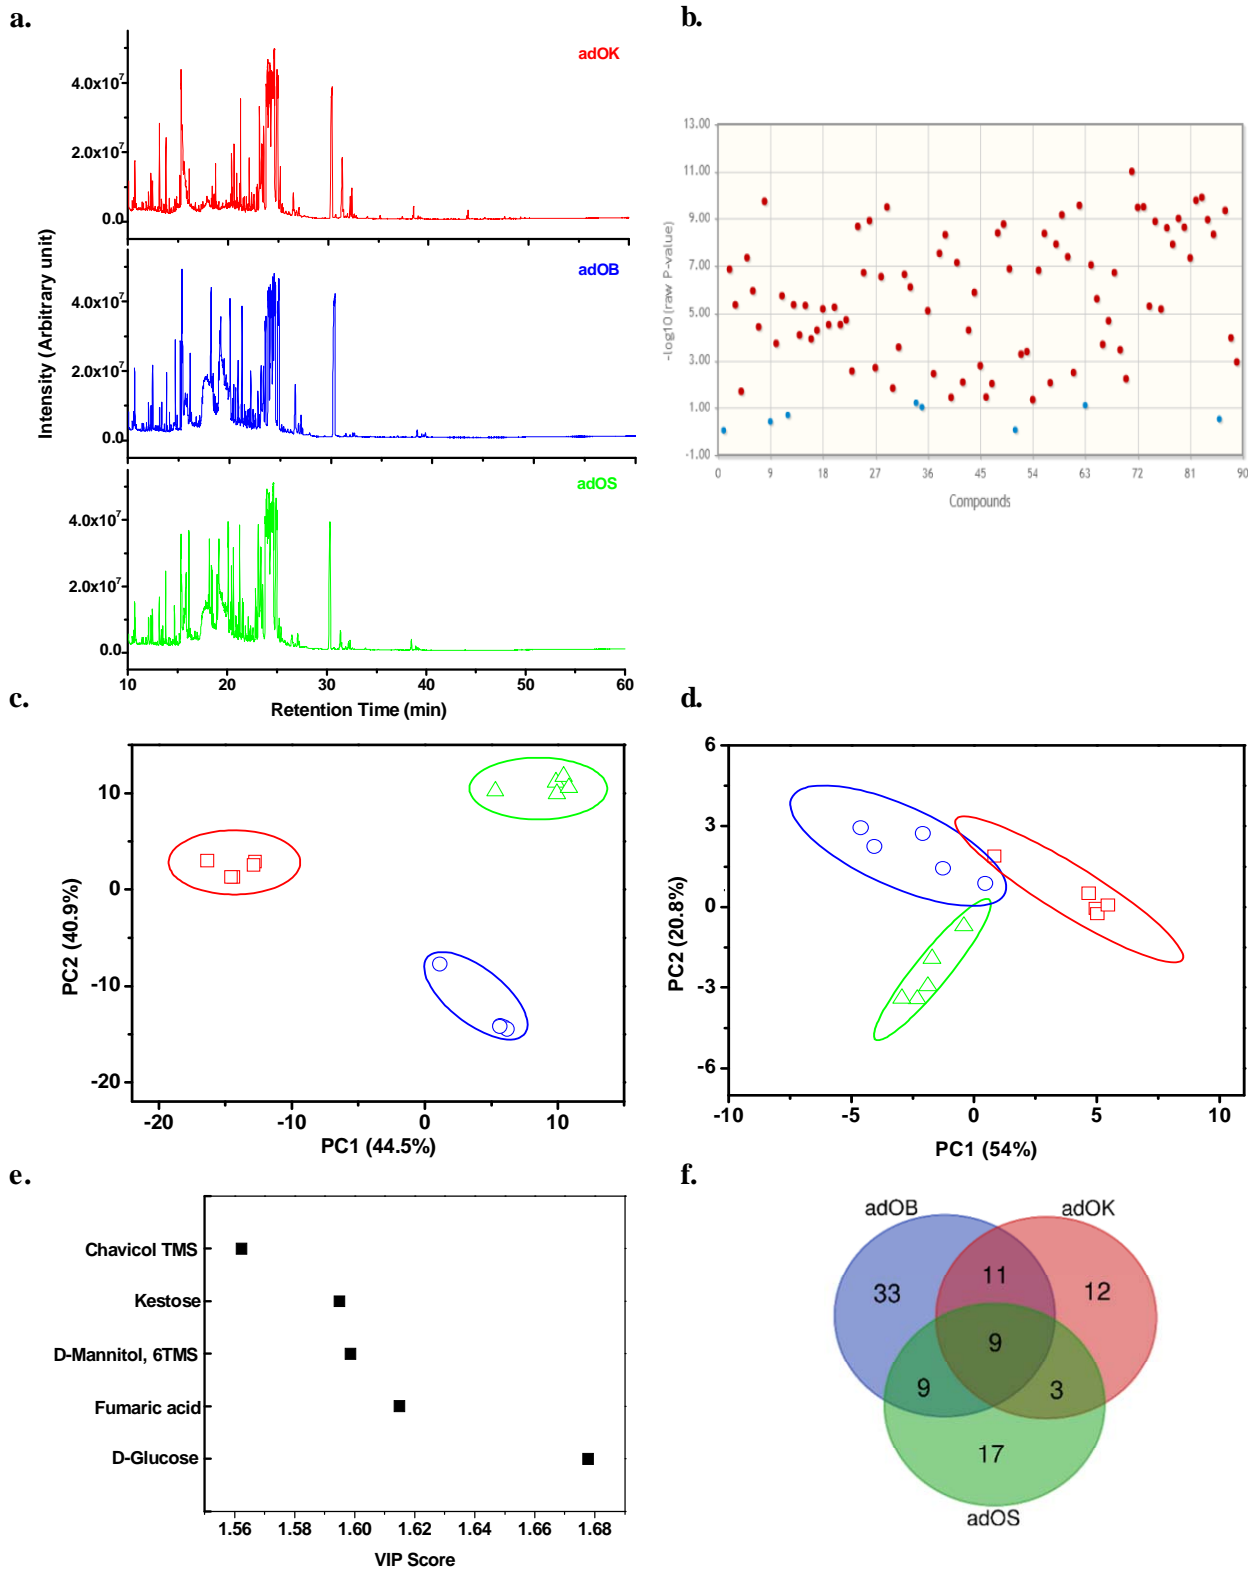 a.
adOK
4.0x10⁷
2.0x10⁷
0.0
adOB
4.0x10⁷
2.0x10⁷
0.0
adOS
4.0x10⁷
2.0x10⁷
0.0
Intensity (Arbitrary unit)
10 20 30 40 50 60
Retention Time (min)
b.
13.00
11.00
9.00
7.00
5.00
3.00
1.00
-1.00
-log10 (raw P-value)
0 9 18 27 36 45 54 63 72 81 90
Compounds
c.
10
0
-10
-20
PC2 (40.9%)
-20 -10 0 10
PC1 (44.5%)
d.
6
3
0
-3
-6
PC2 (20.8%)
-10 -5 0 5 10
PC1 (54%)
e.
Chavicol TMS
Kestose
D-Mannitol, 6TMS
Fumaric acid
D-Glucose
1.56 1.58 1.60 1.62 1.64 1.66 1.68
VIP Score
f.
adOB adOK
33 11 12
9
9 3
17
adOS